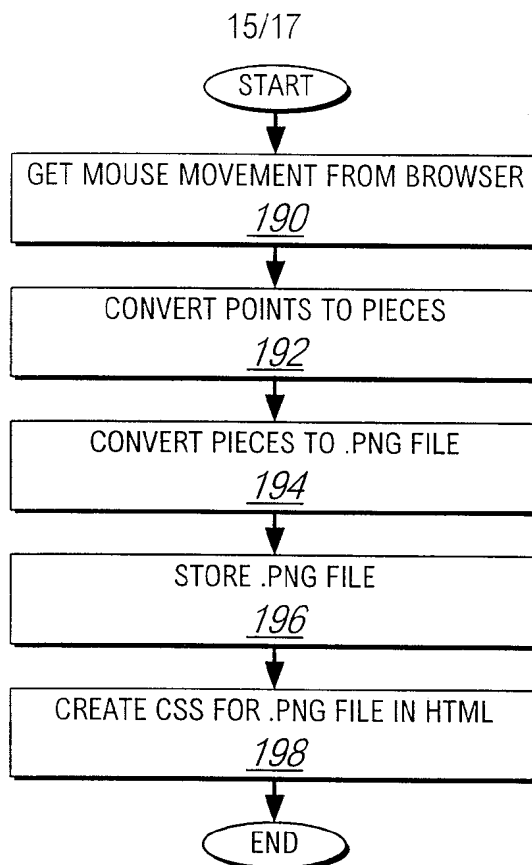 15/17
START
GET MOUSE MOVEMENT FROM BROWSER
190
CONVERT POINTS TO PIECES
192
CONVERT PIECES TO .PNG FILE
194
STORE .PNG FILE
196
CREATE CSS FOR .PNG FILE IN HTML
198
END